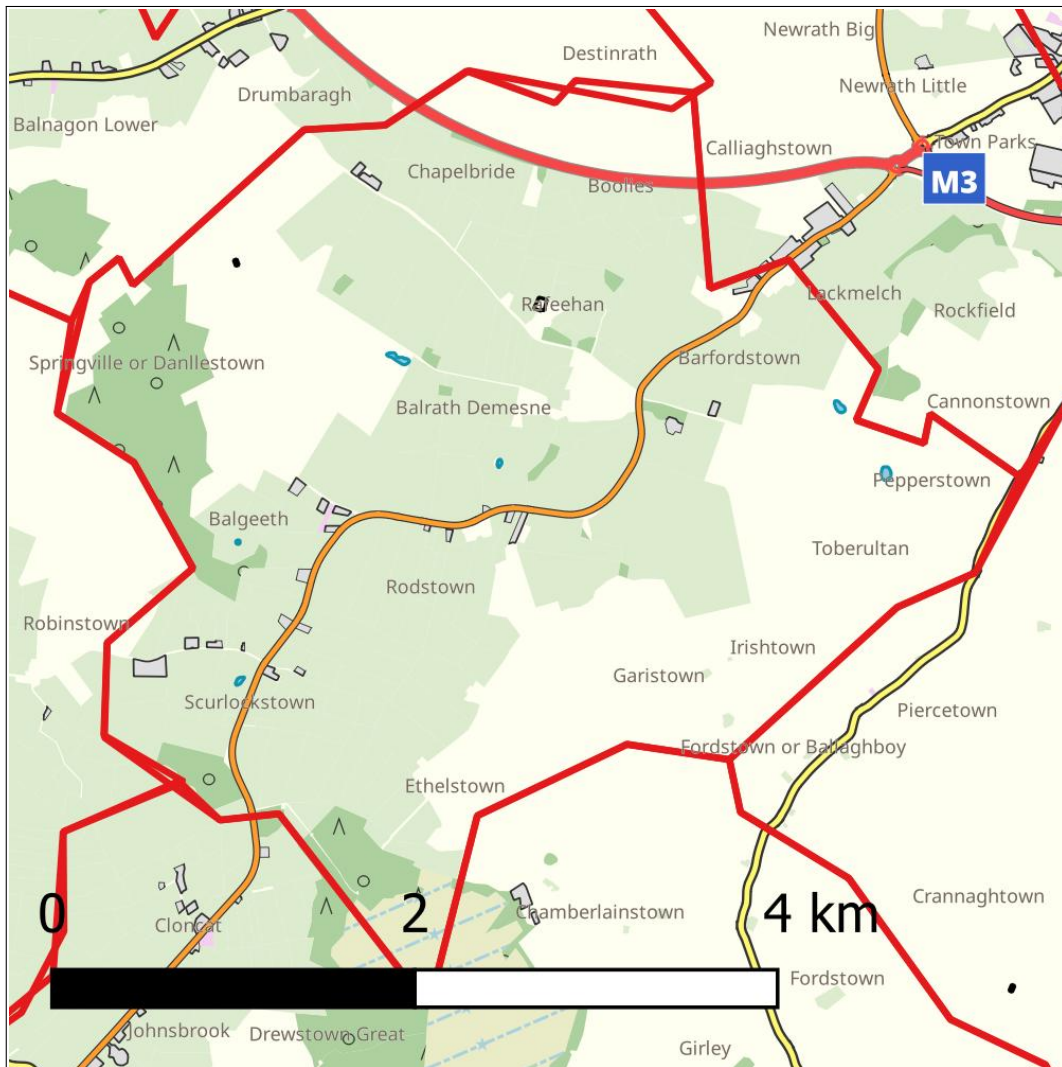 Newrath Big
Destinrath
Newrath Little
Drumbaragh
Balnagon Lower
Town Parks
Calliaghstown
Chapelbride
Boolies
M3
Lackmelch
Rockfield
Rafeehan
Barfordstown
Springville or Danllestown
Cannonstown
Balrath Demesne
Pepperstown
Balgeeth
Toberultan
Rodstown
Robinstown
Irishtown
Garistown
Scurlockstown
Piercetown
Fordstown or Ballaghboy
Ethelstown
Crannaghtown
0 2 4 km
Chamberlainstown
Cloncat
Fordstown
Johnsbrook
Drewstown Great
Girley